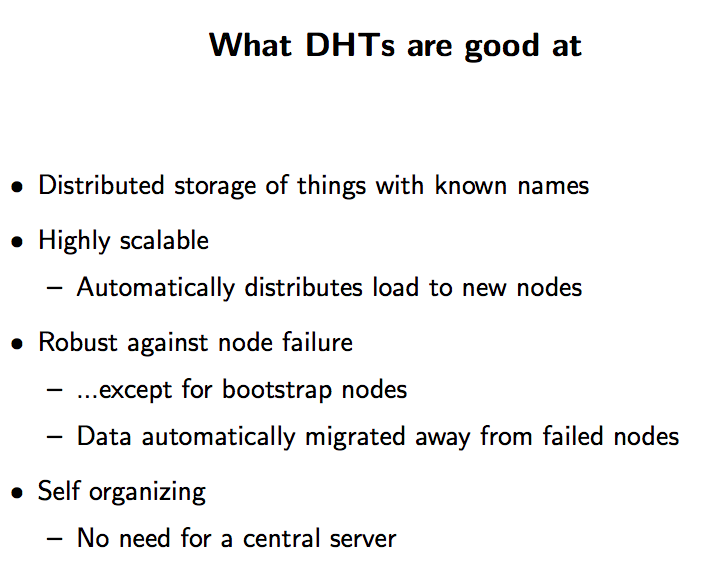 What DHTs are good at
• Distributed storage of things with known names
• Highly scalable
– Automatically distributes load to new nodes
• Robust against node failure
– ...except for bootstrap nodes
– Data automatically migrated away from failed nodes
• Self organizing
– No need for a central server